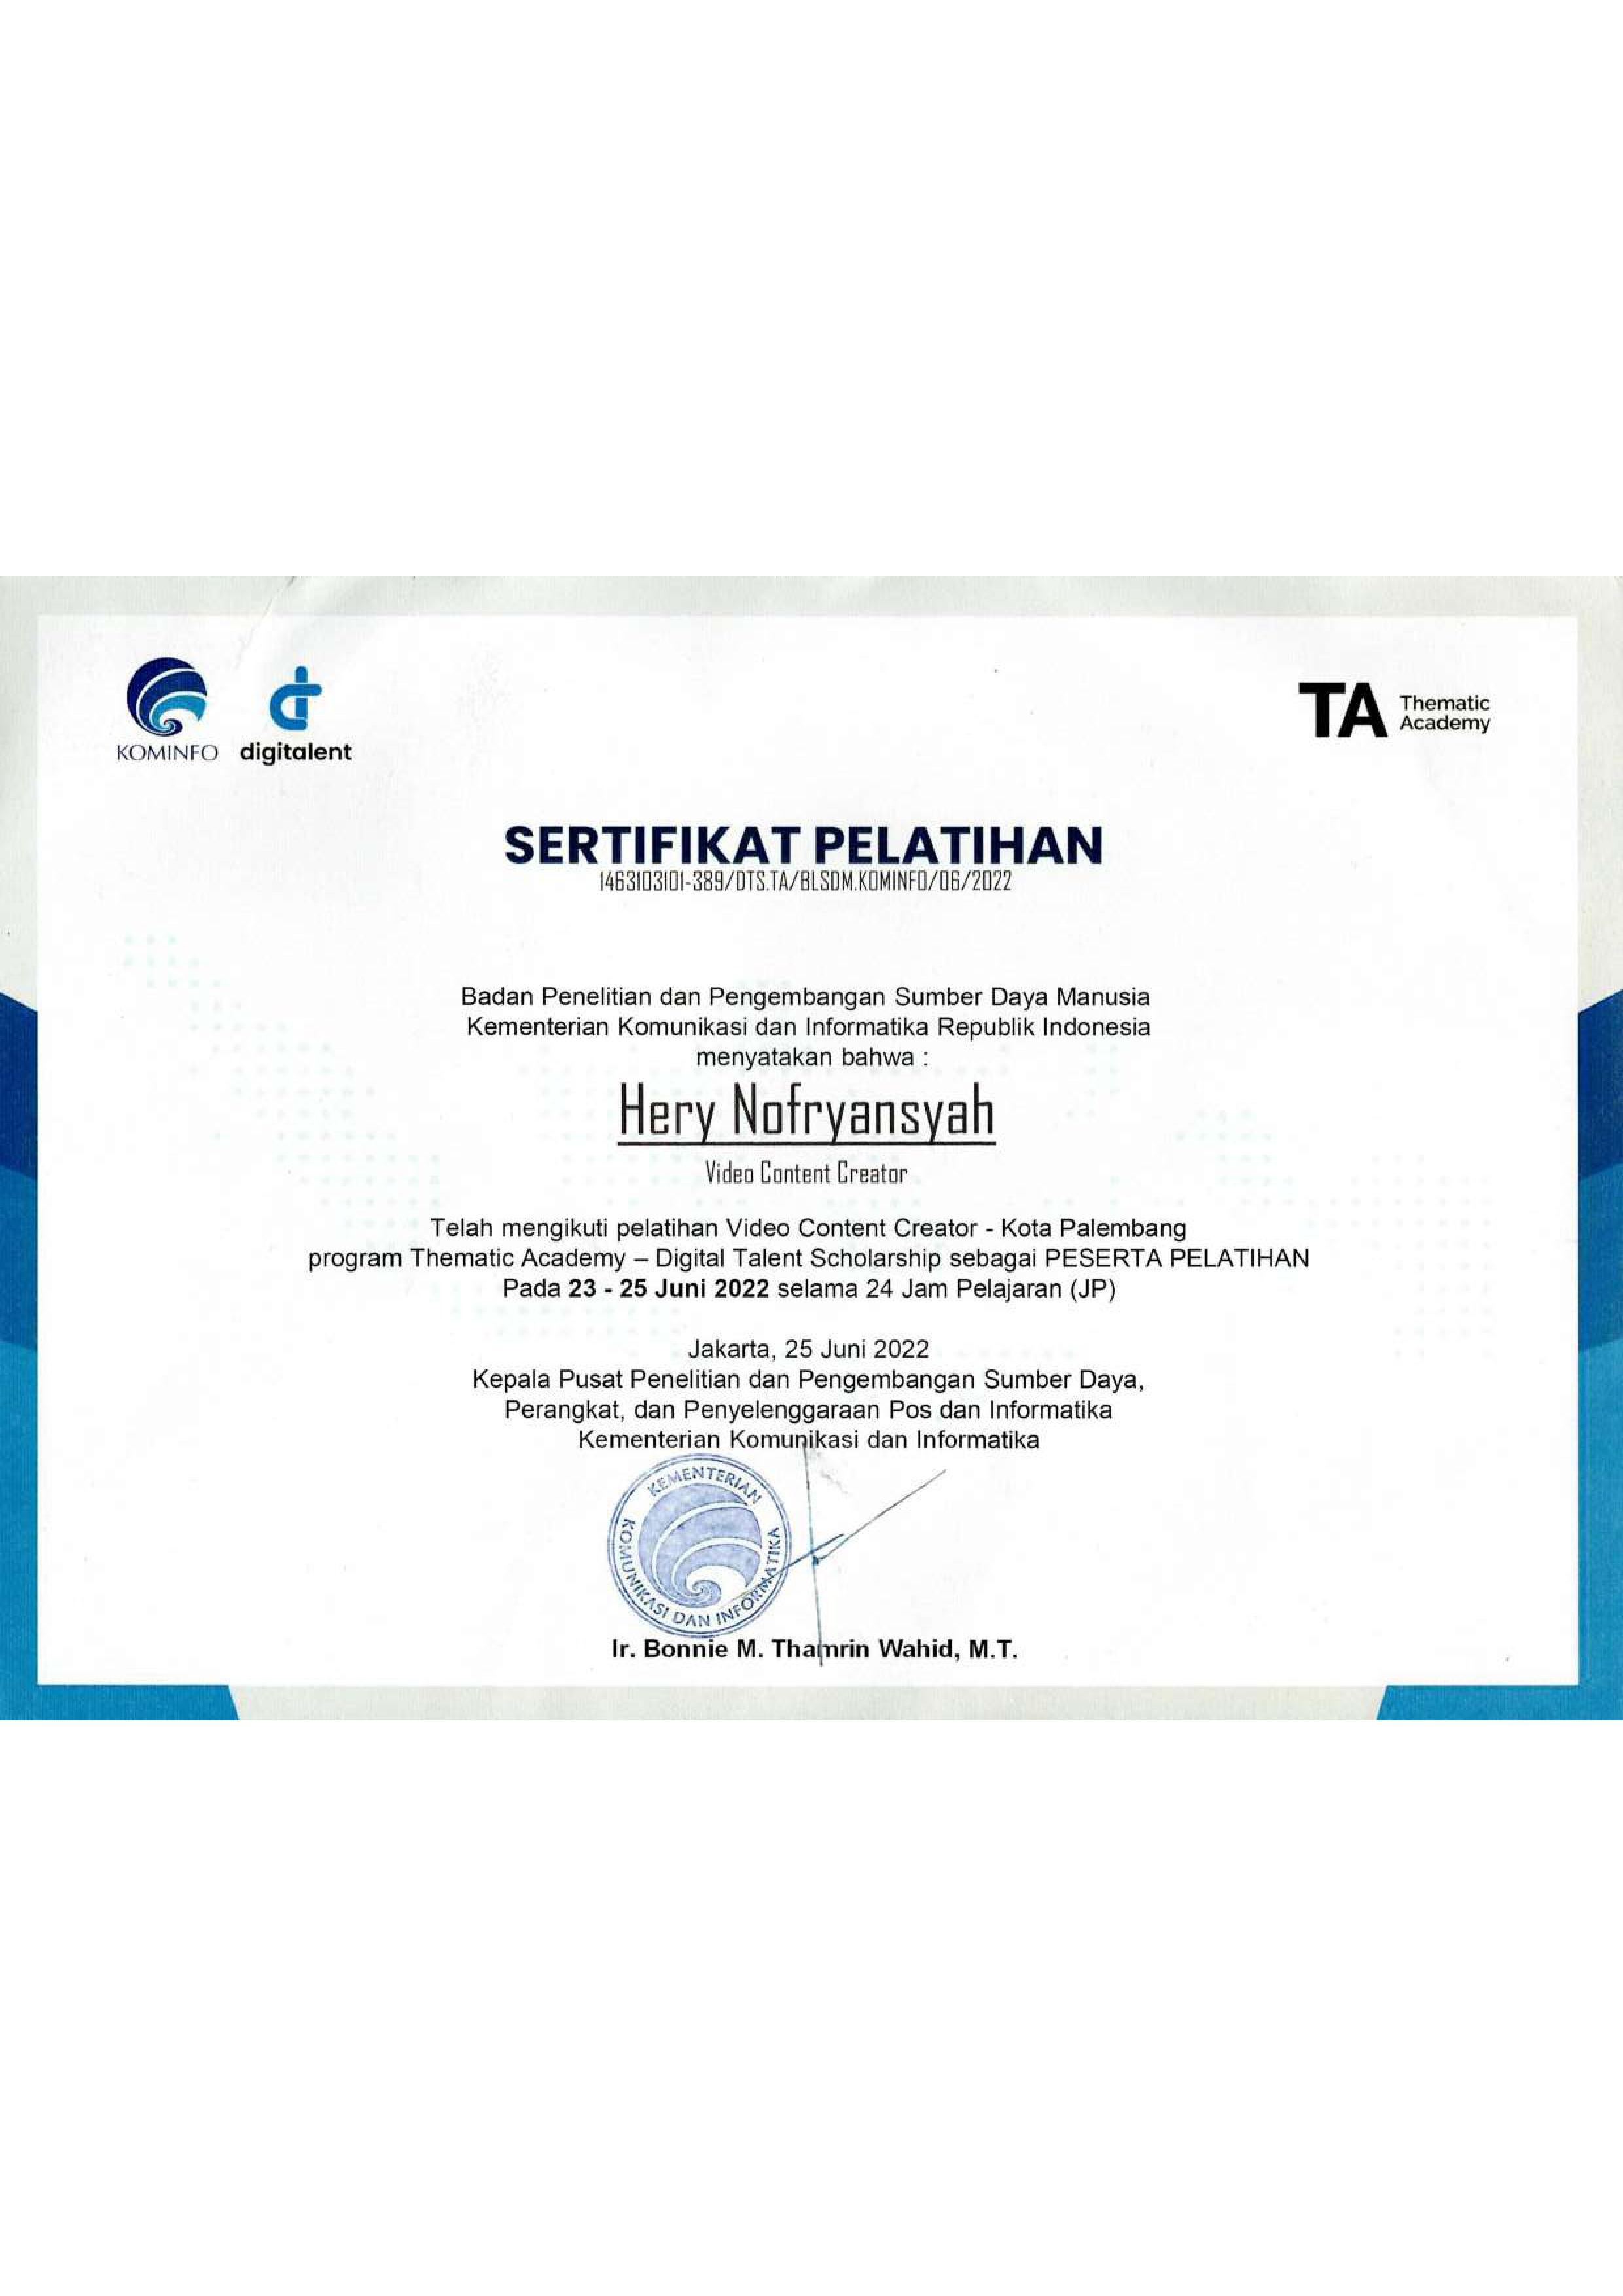 KOMINFO
digitalent
TA Thematic Academy
SERTIFIKAT PELATIHAN
1463103101-389/DTS.TA/BLSDM.KOMINFO/06/2022
Badan Penelitian dan Pengembangan Sumber Daya Manusia
Kementerian Komunikasi dan Informatika Republik Indonesia
menyatakan bahwa :
Hery Nofryansyah
Video Content Creator
Telah mengikuti pelatihan Video Content Creator - Kota Palembang
program Thematic Academy – Digital Talent Scholarship sebagai PESERTA PELATIHAN
Pada 23 - 25 Juni 2022 selama 24 Jam Pelajaran (JP)
Jakarta, 25 Juni 2022
Kepala Pusat Penelitian dan Pengembangan Sumber Daya,
Perangkat, dan Penyelenggaraan Pos dan Informatika
Kementerian Komunikasi dan Informatika
KEMENTERIAN
KOMUNIKASI DAN INFORMATIKA
Ir. Bonnie M. Thamrin Wahid, M.T.